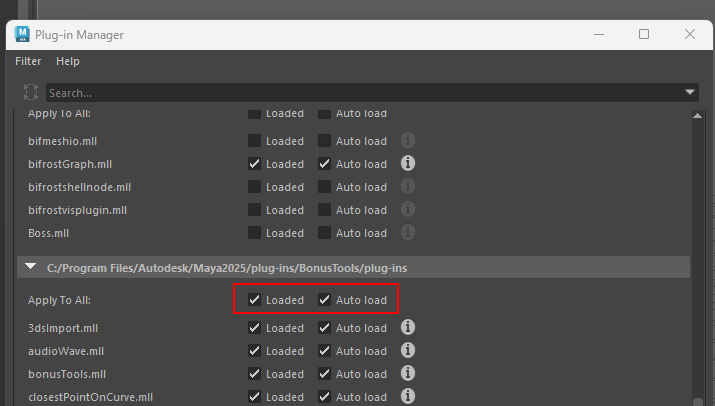 Plug-in Manager
Filter Help
Search...
Apply To All: Loaded Auto load
bifmeshio.mll Loaded Auto load
bifrostGraph.mll Loaded Auto load
bifrostshellnode.mll Loaded Auto load
bifrostvisplugin.mll Loaded Auto load
Boss.mll Loaded Auto load
C:/Program Files/Autodesk/Maya2025/plug-ins/BonusTools/plug-ins
Apply To All: Loaded Auto load
3dsImport.mll Loaded Auto load
audioWave.mll Loaded Auto load
bonusTools.mll Loaded Auto load
closestPointOnCurve.mll Loaded Auto load